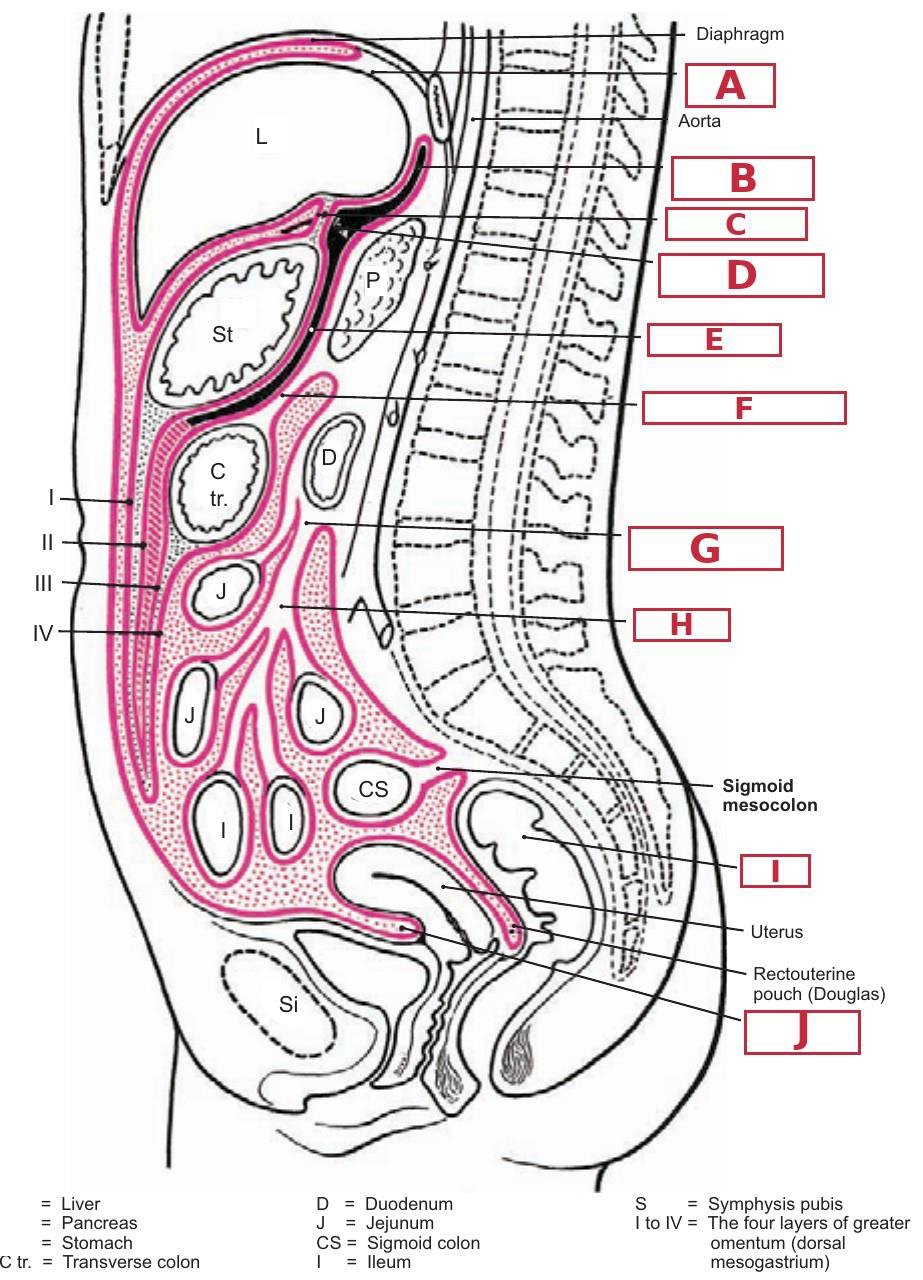 Diaphragm
A
Aorta
L
B
C
D
P
St
E
F
C
tr.
D
I
II
G
III
J
H
IV
J
J
Sigmoid
mesocolon
CS
I
I
I
Uterus
Rectouterine
pouch (Douglas)
Si
J
= Liver
= Pancreas
= Stomach
C tr. = Transverse colon
D = Duodenum
J = Jejunum
CS = Sigmoid colon
I = Ileum
S = Symphysis pubis
I to IV = The four layers of greater
omentum (dorsal
mesogastrium)